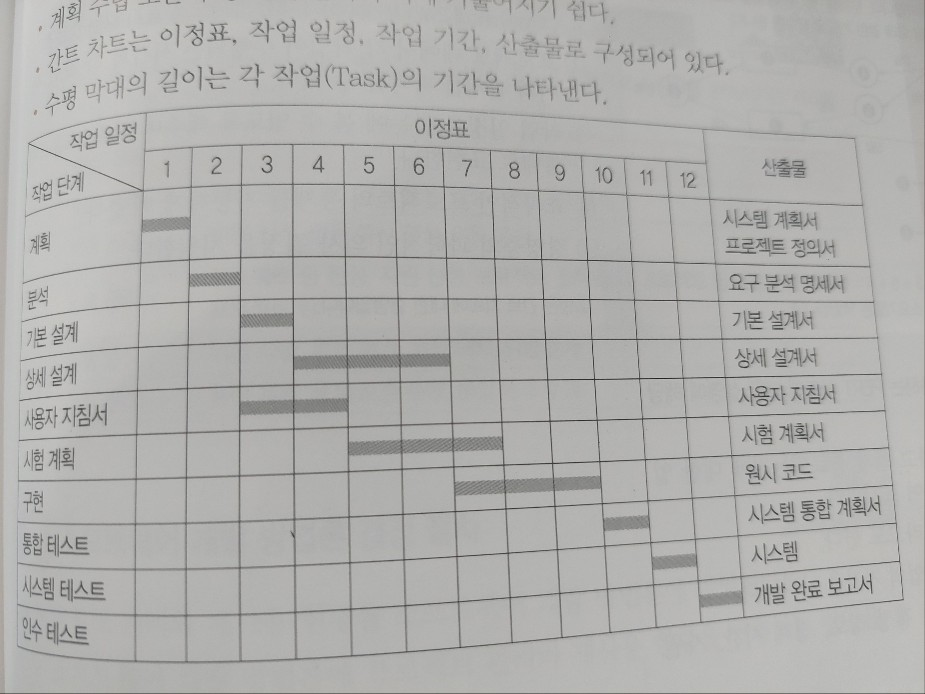 . 계획 수립
쉽다.
. 간트 차트는 이정표, 작업 일정, 작업 기간, 산출물로 구성되어 있다.
. 수평 막대의 길이는 각 작업(Task)의 기간을 나타낸다.
작업 일정 이정표 산출물
작업 단계 1 2 3 4 5 6 7 8 9 10 11 12
계획 시스템 계획서
프로젝트 정의서
분석 요구 분석 명세서
기본 설계 기본 설계서
상세 설계 상세 설계서
사용자 지침서 사용자 지침서
시험 계획 시험 계획서
구현 원시 코드
통합 테스트 시스템 통합 계획서
시스템 테스트 시스템
인수 테스트 개발 완료 보고서